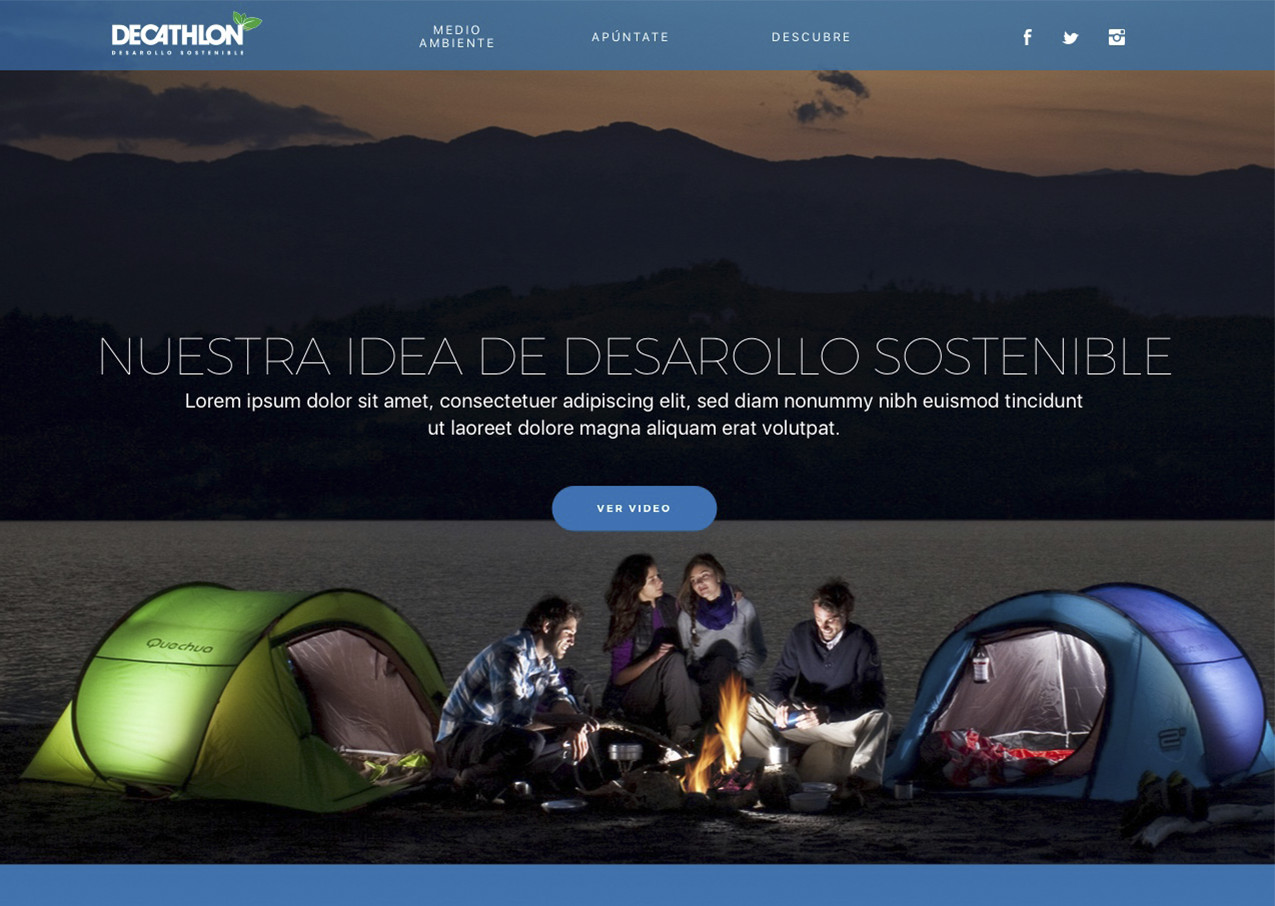 DECATHLON
DESAROLLO SOSTENIBLE
MEDIO
AMBIENTE
APÚNTATE
DESCUBRE
NUESTRA IDEA DE DESAROLLO SOSTENIBLE
Lorem ipsum dolor sit amet, consectetuer adipiscing elit, sed diam nonummy nibh euismod tincidunt
ut laoreet dolore magna aliquam erat volutpat.
VER VIDEO
Quechua